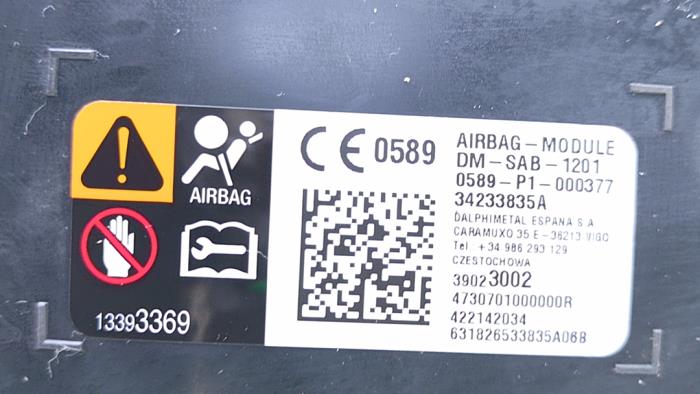 AIRBAG
13393369
CE 0589
AIRBAG-MODULE
DM-SAB-1201
0589-P1-000377
34233835A
DALPHIMETAL ESPANA S.A
CARAMUXO 35 E-36213 VIGO
Tel. +34 986 293 129
CZESTOCHOWA
39023002
4730701000000R
422142034
631826533835A06B